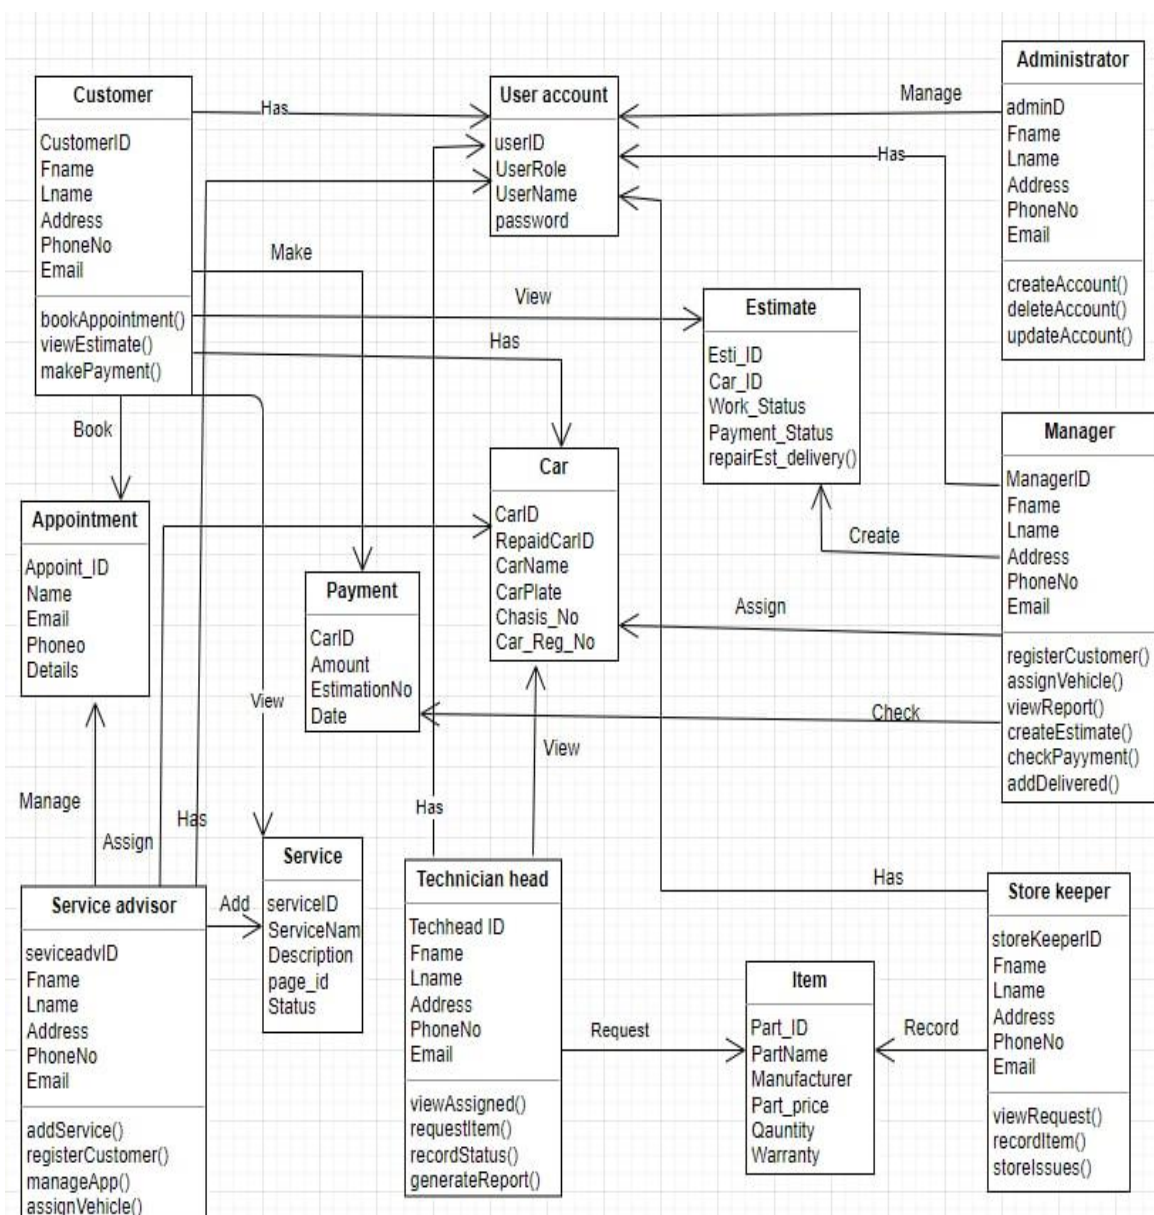 Customer
CustomerID
Fname
Lname
Address
PhoneNo
Email
bookAppointment()
viewEstimate()
makePayment()
Has
User account
userID
UserRole
UserName
password
Manage
Has
Administrator
adminD
Fname
Lname
Address
PhoneNo
Email
createAccount()
deleteAccount()
updateAccount()
Make
View
Has
Estimate
Esti_ID
Car_ID
Work_Status
Payment_Status
repairEst_delivery()
Create
Manager
ManagerID
Fname
Lname
Address
PhoneNo
Email
registerCustomer()
assignVehicle()
viewReport()
createEstimate()
checkPayyment()
addDelivered()
Book
Appointment
Appoint_ID
Name
Email
Phoneo
Details
Car
CarID
RepaidCarID
CarName
CarPlate
Chasis_No
Car_Reg_No
Assign
Payment
CarID
Amount
EstimationNo
Date
Check
View
View
Manage
Assign
Has
Has
Service advisor
seviceadvID
Fname
Lname
Address
PhoneNo
Email
addService()
registerCustomer()
manageApp()
assignVehicle()
Add
Service
serviceID
ServiceNam
Description
page_id
Status
Technician head
Techhead ID
Fname
Lname
Address
PhoneNo
Email
viewAssigned()
requestItem()
recordStatus()
generateReport()
Request
Item
Part_ID
PartName
Manufacturer
Part_price
Qauntity
Warranty
Record
Has
Store keeper
storeKeeperID
Fname
Lname
Address
PhoneNo
Email
viewRequest()
recordItem()
storeIssues()